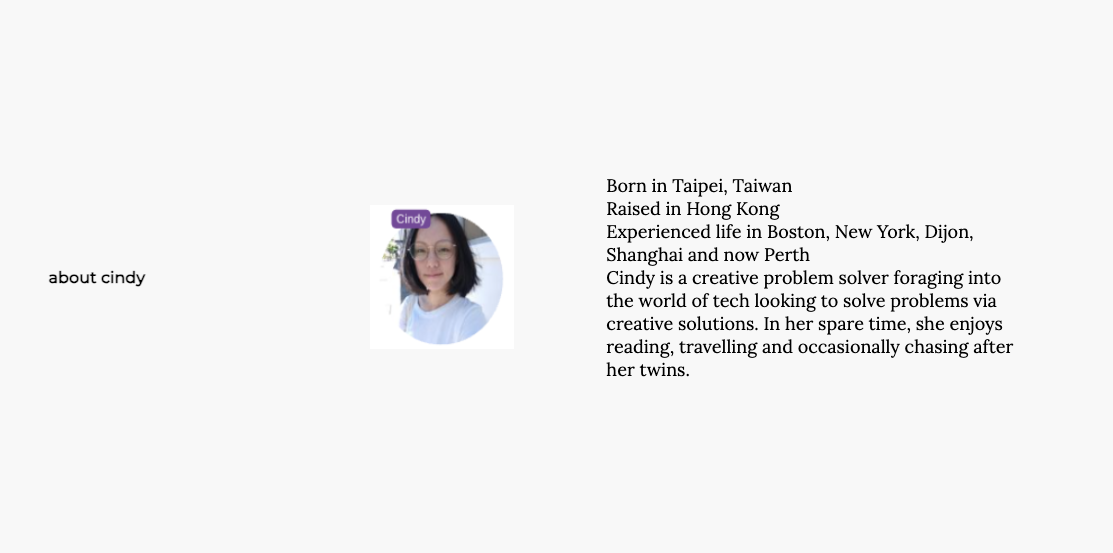 about cindy
Cindy
Born in Taipei, Taiwan
Raised in Hong Kong
Experienced life in Boston, New York, Dijon,
Shanghai and now Perth
Cindy is a creative problem solver foraging into
the world of tech looking to solve problems via
creative solutions. In her spare time, she enjoys
reading, travelling and occasionally chasing after
her twins.